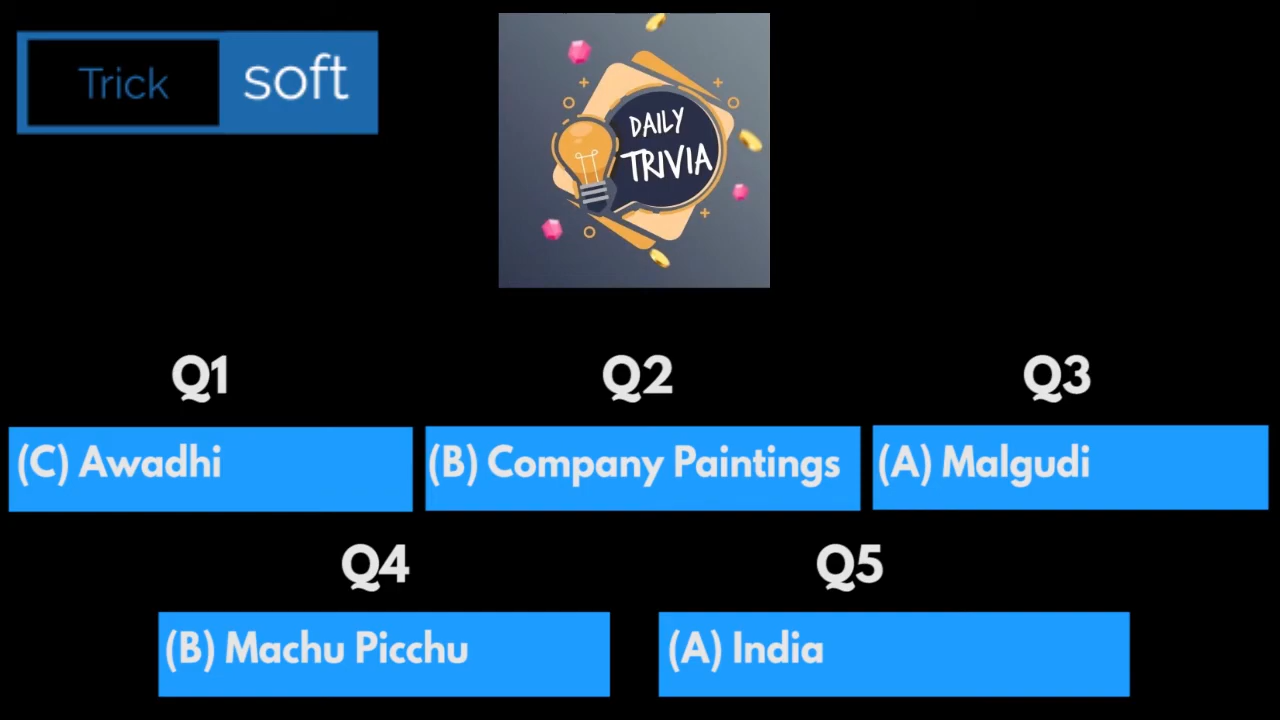 Trick soft
DAILY
TRIVIA
Q1
Q2
Q3
(C) Awadhi
(B) Company Paintings
(A) Malgudi
Q4
Q5
(B) Machu Picchu
(A) India